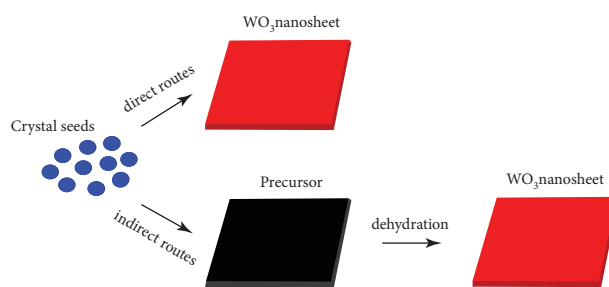 WO₃nanosheet
direct routes
Crystal seeds
indirect routes
Precursor
dehydration
WO₃nanosheet